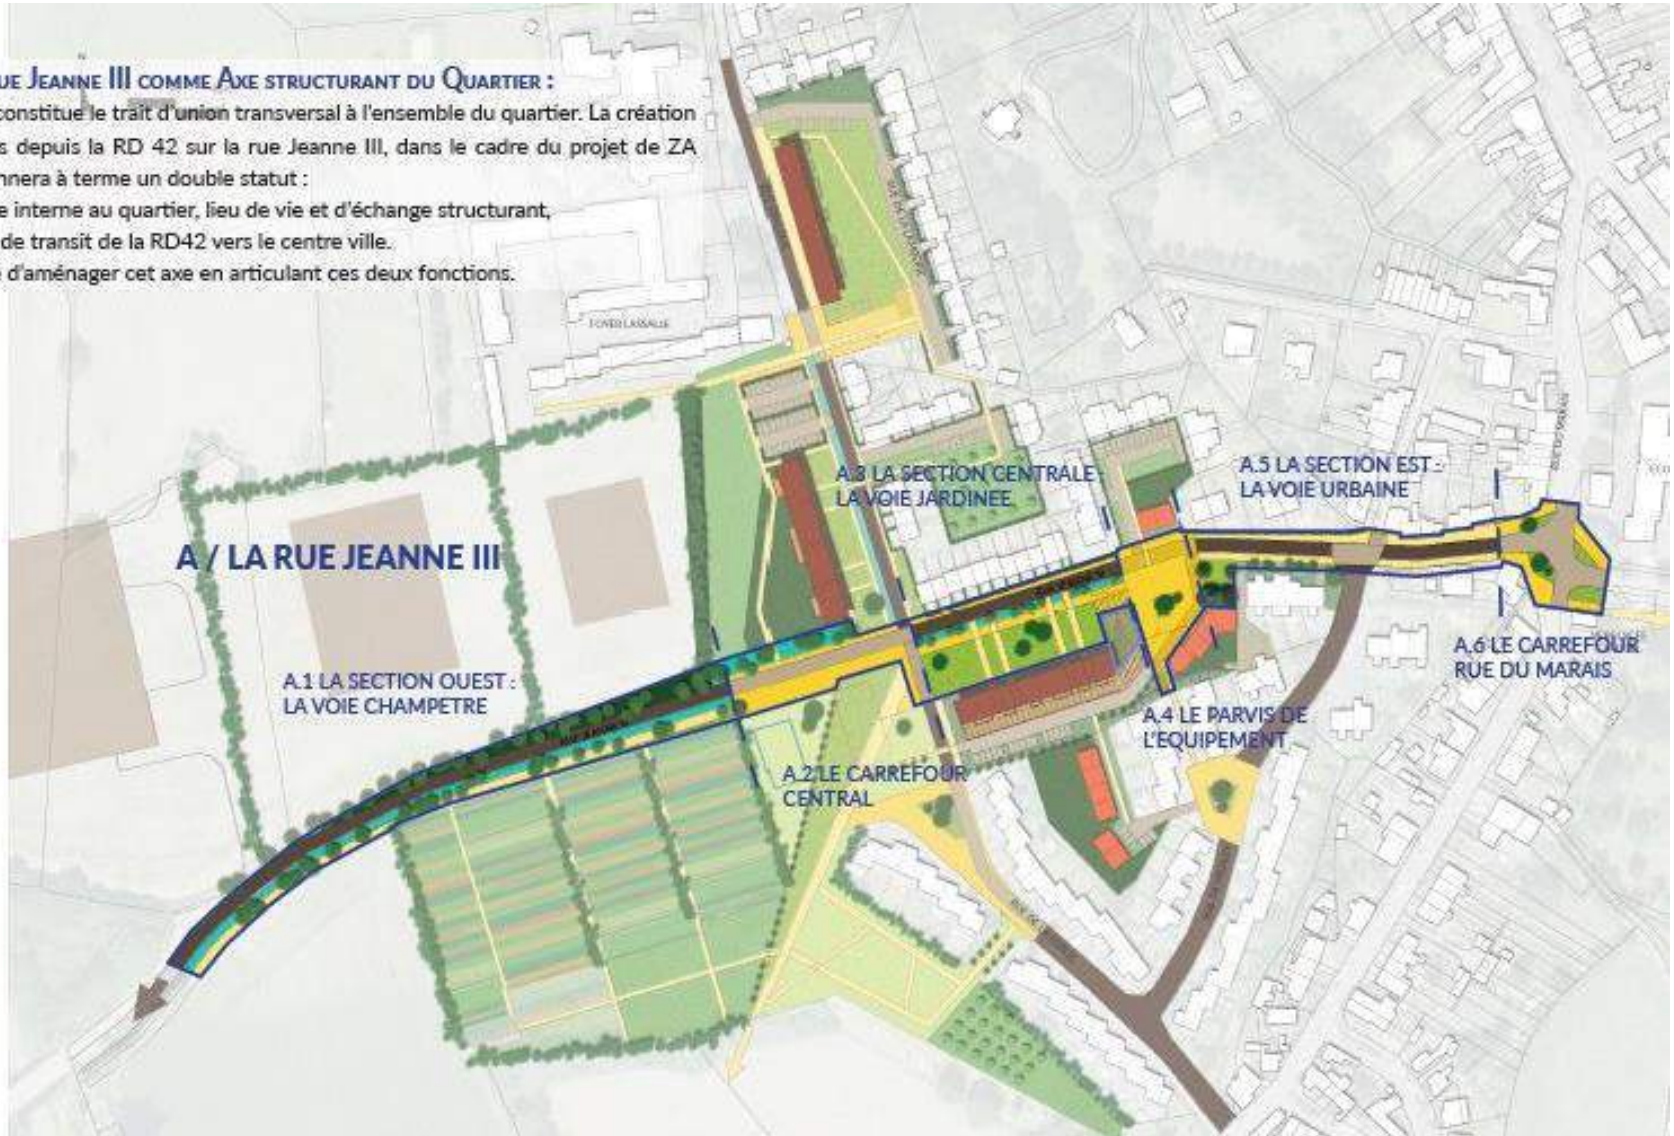 UE JEANNE III COMME AXE STRUCTURANT DU QUARTIER :
constitue le trait d'union transversal à l'ensemble du quartier. La création
s depuis la RD 42 sur la rue Jeanne III, dans le cadre du projet de ZA
nnera à terme un double statut :
e interne au quartier, lieu de vie et d'échange structurant,
de transit de la RD42 vers le centre ville.
e d'aménager cet axe en articulant ces deux fonctions.
FOYER LASSALLE
A.3 LA SECTION CENTRALE :
LA VOIE JARDINEE
A.5 LA SECTION EST :
LA VOIE URBAINE
RUE DU MARAIS
A / LA RUE JEANNE III
A.1 LA SECTION OUEST :
LA VOIE CHAMPETRE
A.6 LE CARREFOUR
RUE DU MARAIS
A.4 LE PARVIS DE
L'EQUIPEMENT
A.2 LE CARREFOUR
CENTRAL